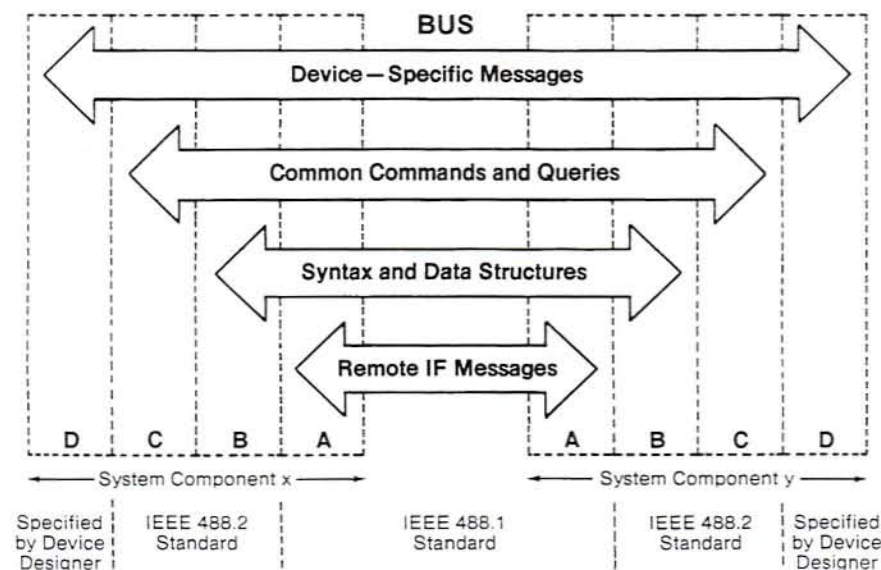 BUS
Device—Specific Messages
Common Commands and Queries
Syntax and Data Structures
Remote IF Messages
D C B A A B C D
System Component x System Component y
Specified by Device Designer
IEEE 488.2 Standard
IEEE 488.1 Standard
IEEE 488.2 Standard
Specified by Device Designer